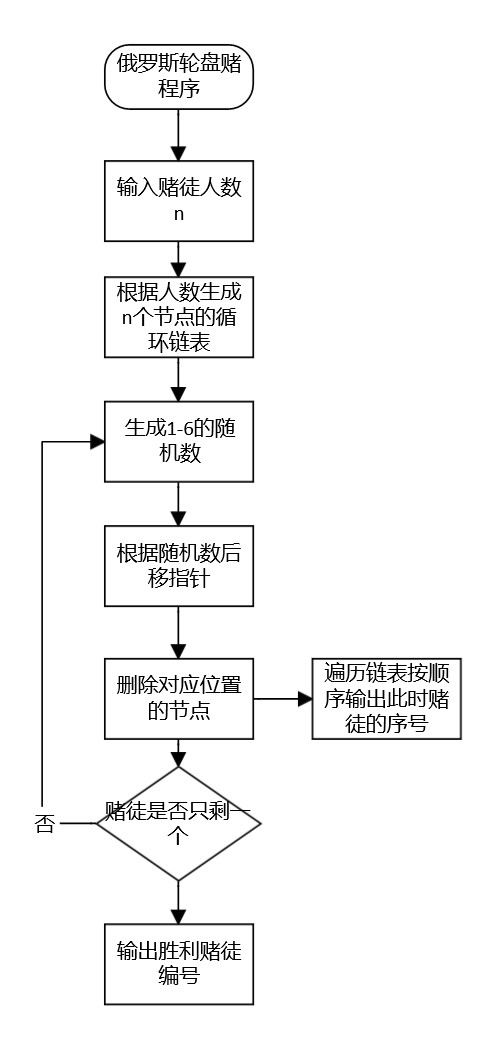 俄罗斯轮盘赌
程序
输入赌徒人数
n
根据人数生成
n个节点的循
环链表
生成1-6的随
机数
根据随机数后
移指针
删除对应位置
的节点
遍历链表按顺
序输出此时赌
徒的序号
赌徒是否只剩一
个
否
输出胜利赌徒
编号